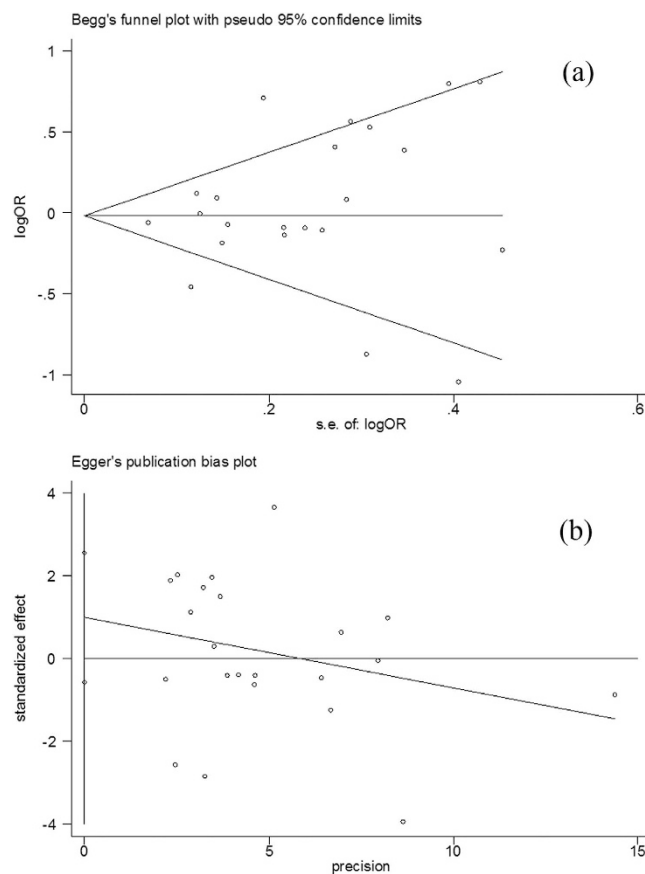 Begg's funnel plot with pseudo 95% confidence limits
(a)
1
.5
0
-.5
-1
logOR
0 .2 .4 .6
s.e. of: logOR
Egger's publication bias plot
(b)
4
2
0
-2
-4
standardized effect
0 5 10 15
precision